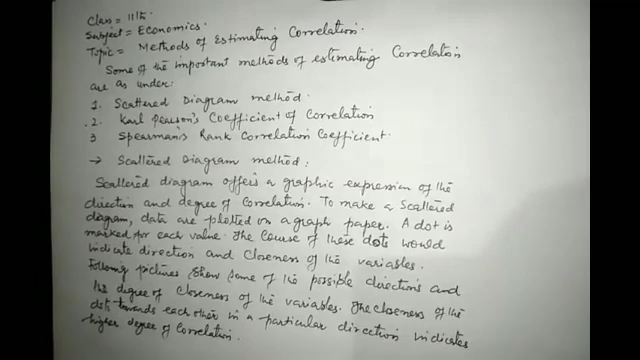 Class = 11th.
Subject = Economics.
Topic = Methods of Estimating Correlation.
Some of the important methods of estimating Correlation
are as under:
1. Scattered Diagram method.
2. Karl Pearson's Coefficient of Correlation
3 Spearman's Rank Correlation Coefficient.
→ Scattered Diagram method:
Scattered diagram offers a graphic expression of the
direction and degree of correlation. To make a Scattered
diagram, data are plotted on a graph paper. A dot is
marked for each value. The Course of these dots would
indicate direction and closeness of the variables.
Following pictures show some of the possible directions and
the degree of closeness of the variables. The closeness of the
dots towards each other in a particular direction indicates
higher degree of Correlation.